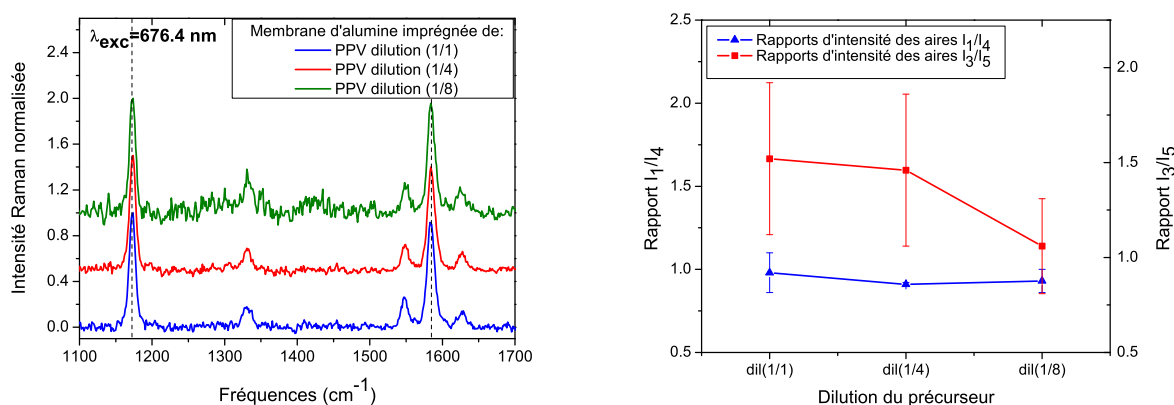 λexc=676.4 nm
Membrane d'alumine imprégnée de:
PPV dilution (1/1)
PPV dilution (1/4)
PPV dilution (1/8)
Intensité Raman normalisée
2.4
2.0
1.6
1.2
0.8
0.4
0.0
1100 1200 1300 1400 1500 1600 1700
Fréquences (cm-1)
Rapports d'intensité des aires I1/I4
Rapports d'intensité des aires I3/I5
Rapport I1/I4
2.5
2.0
1.5
1.0
0.5
2.0
1.5
1.0
0.5
Rapport I3/I5
dil(1/1) dil(1/4) dil(1/8)
Dilution du précurseur